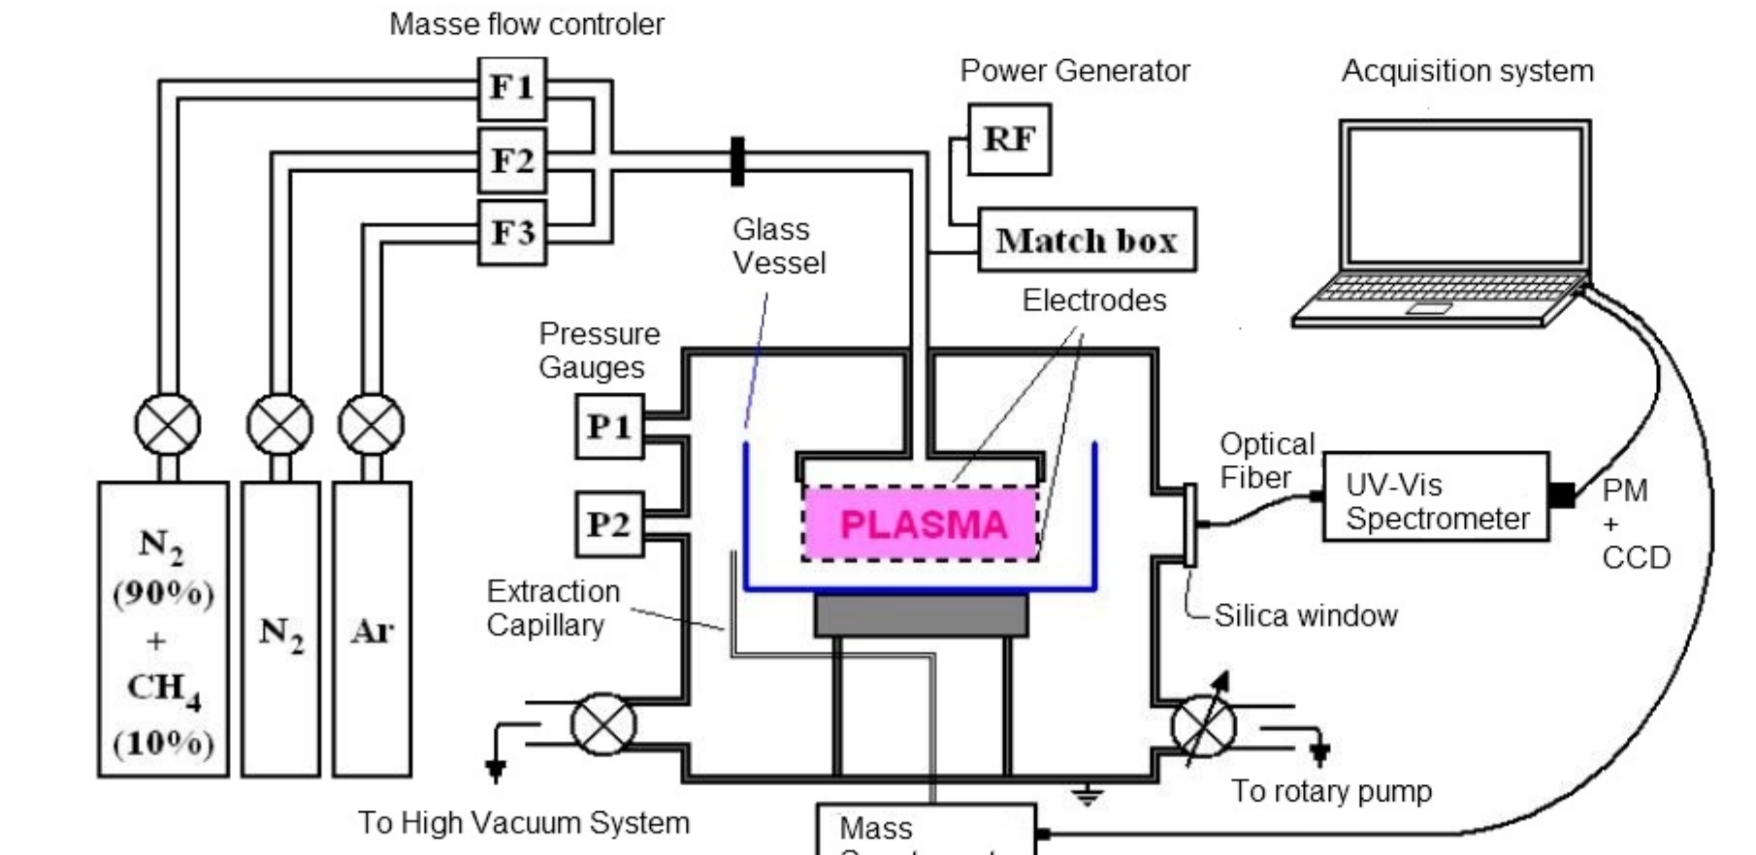 Masse flow controler
F1
F2
F3
Power Generator
RF
Match box
Acquisition system
Glass
Vessel
Electrodes
Pressure
Gauges
P1
P2
PLASMA
Optical
Fiber
UV-Vis
Spectrometer
PM
+
CCD
Silica window
Extraction
Capillary
N2
(90%)
+
CH4
(10%)
N2
Ar
To High Vacuum System
To rotary pump
Mass